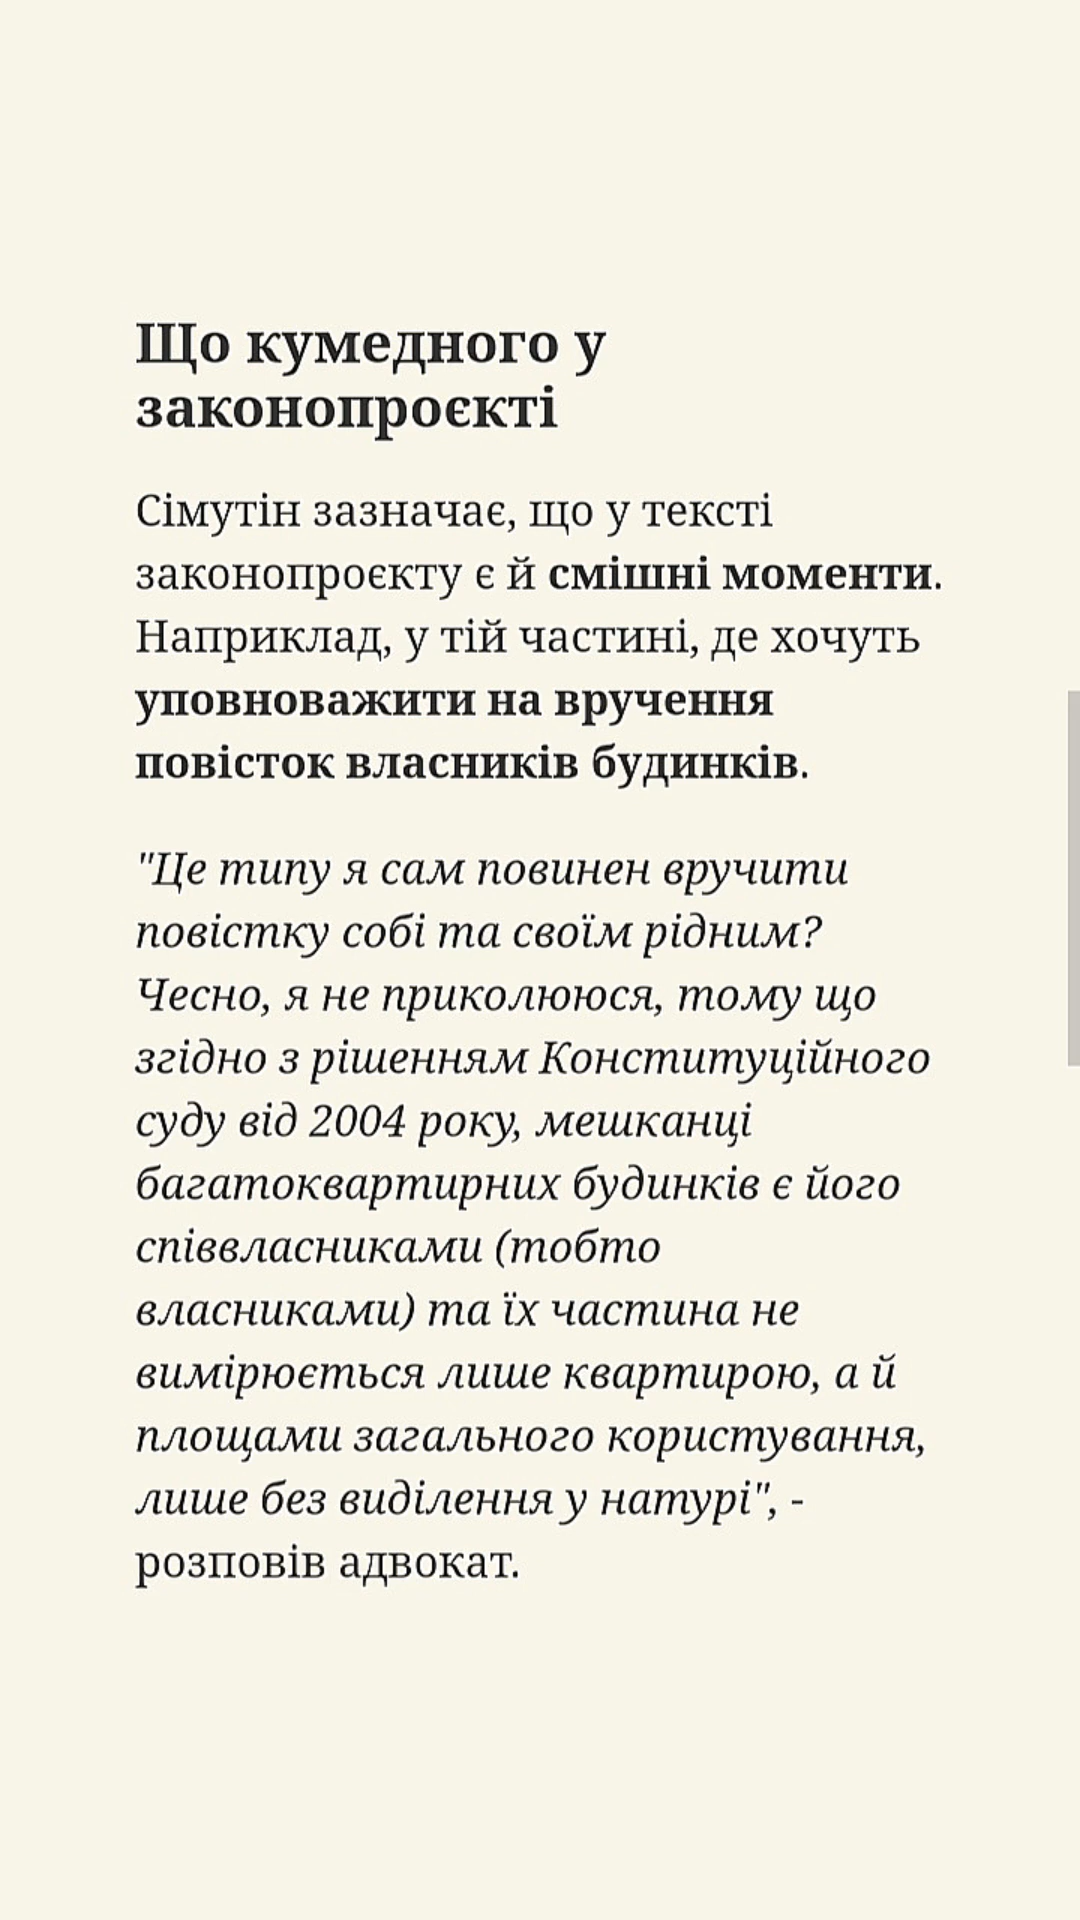 Що кумедного у
законопроєкті
Сімутін зазначає, що у тексті
законопроєкту є й смішні моменти.
Наприклад, у тій частині, де хочуть
уповноважити на вручення
повісток власників будинків.
"Це типу я сам повинен вручити
повістку собі та своїм рідним?
Чесно, я не приколююся, тому що
згідно з рішенням Конституційного
суду від 2004 року, мешканці
багатоквартирних будинків є його
співвласниками (тобто
власниками) та їх частина не
вимірюється лише квартирою, а й
площами загального користування,
лише без виділення у натурі", -
розповів адвокат.